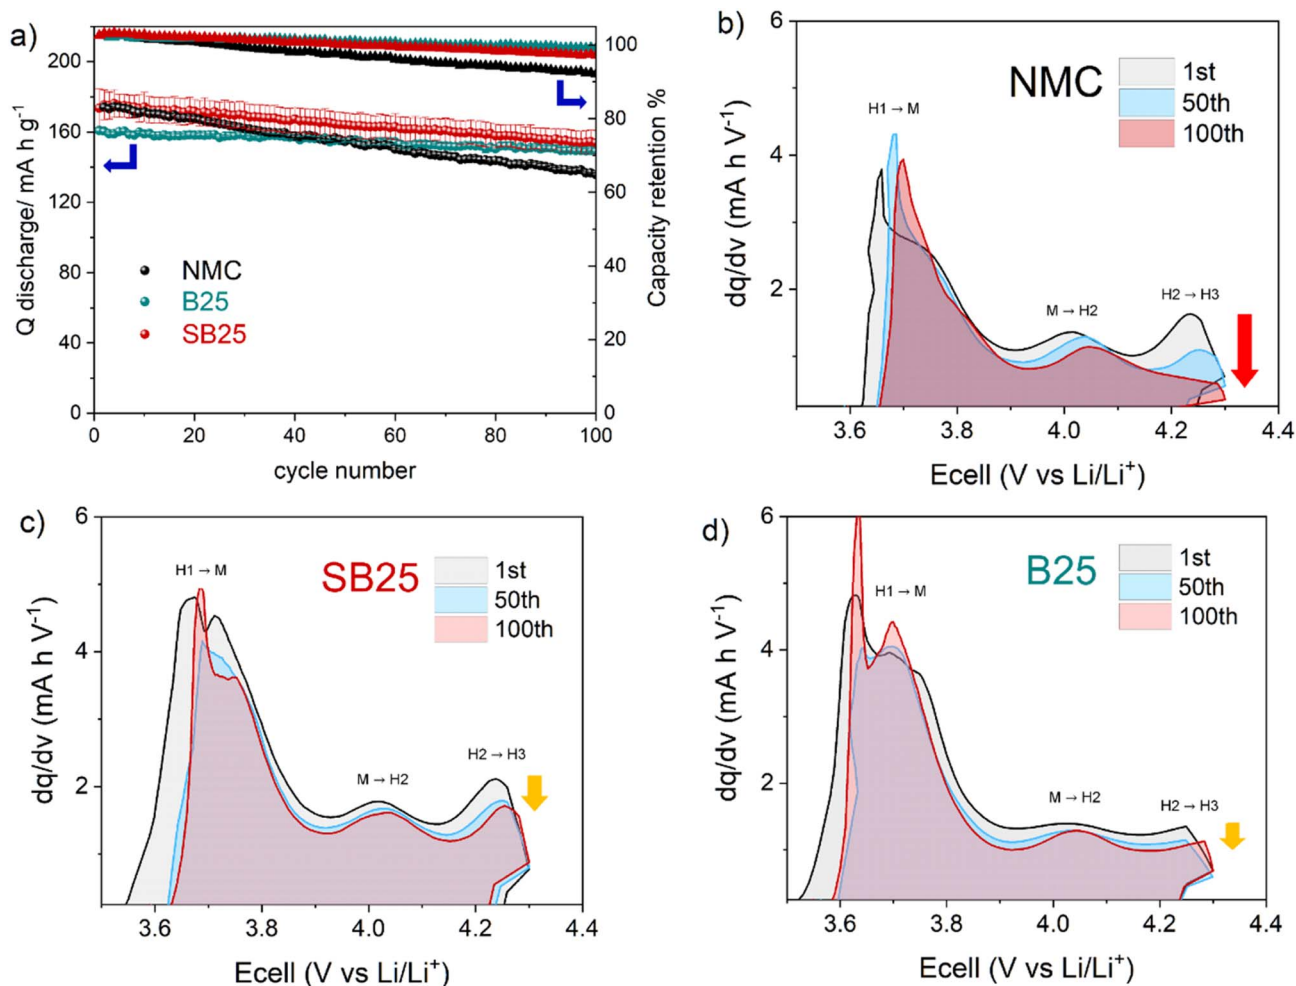 a)
Q discharge/ mA h g⁻¹
220
200
180
160
140
120
100
80
60
40
20
0
0 20 40 60 80 100
cycle number
100
80
60
40
20
0
Capacity retention %
NMC
B25
SB25
b)
NMC
1st
50th
100th
H1 → M
M → H2
H2 → H3
dq/dv (mA h V⁻¹)
6
4
2
3.6 3.8 4.0 4.2 4.4
Ecell (V vs Li/Li⁺)
c)
SB25
1st
50th
100th
H1 → M
M → H2
H2 → H3
dq/dv (mA h V⁻¹)
6
4
2
3.6 3.8 4.0 4.2 4.4
Ecell (V vs Li/Li⁺)
d)
B25
1st
50th
100th
H1 → M
M → H2
H2 → H3
dq/dv (mA h V⁻¹)
6
4
2
3.6 3.8 4.0 4.2 4.4
Ecell (V vs Li/Li⁺)